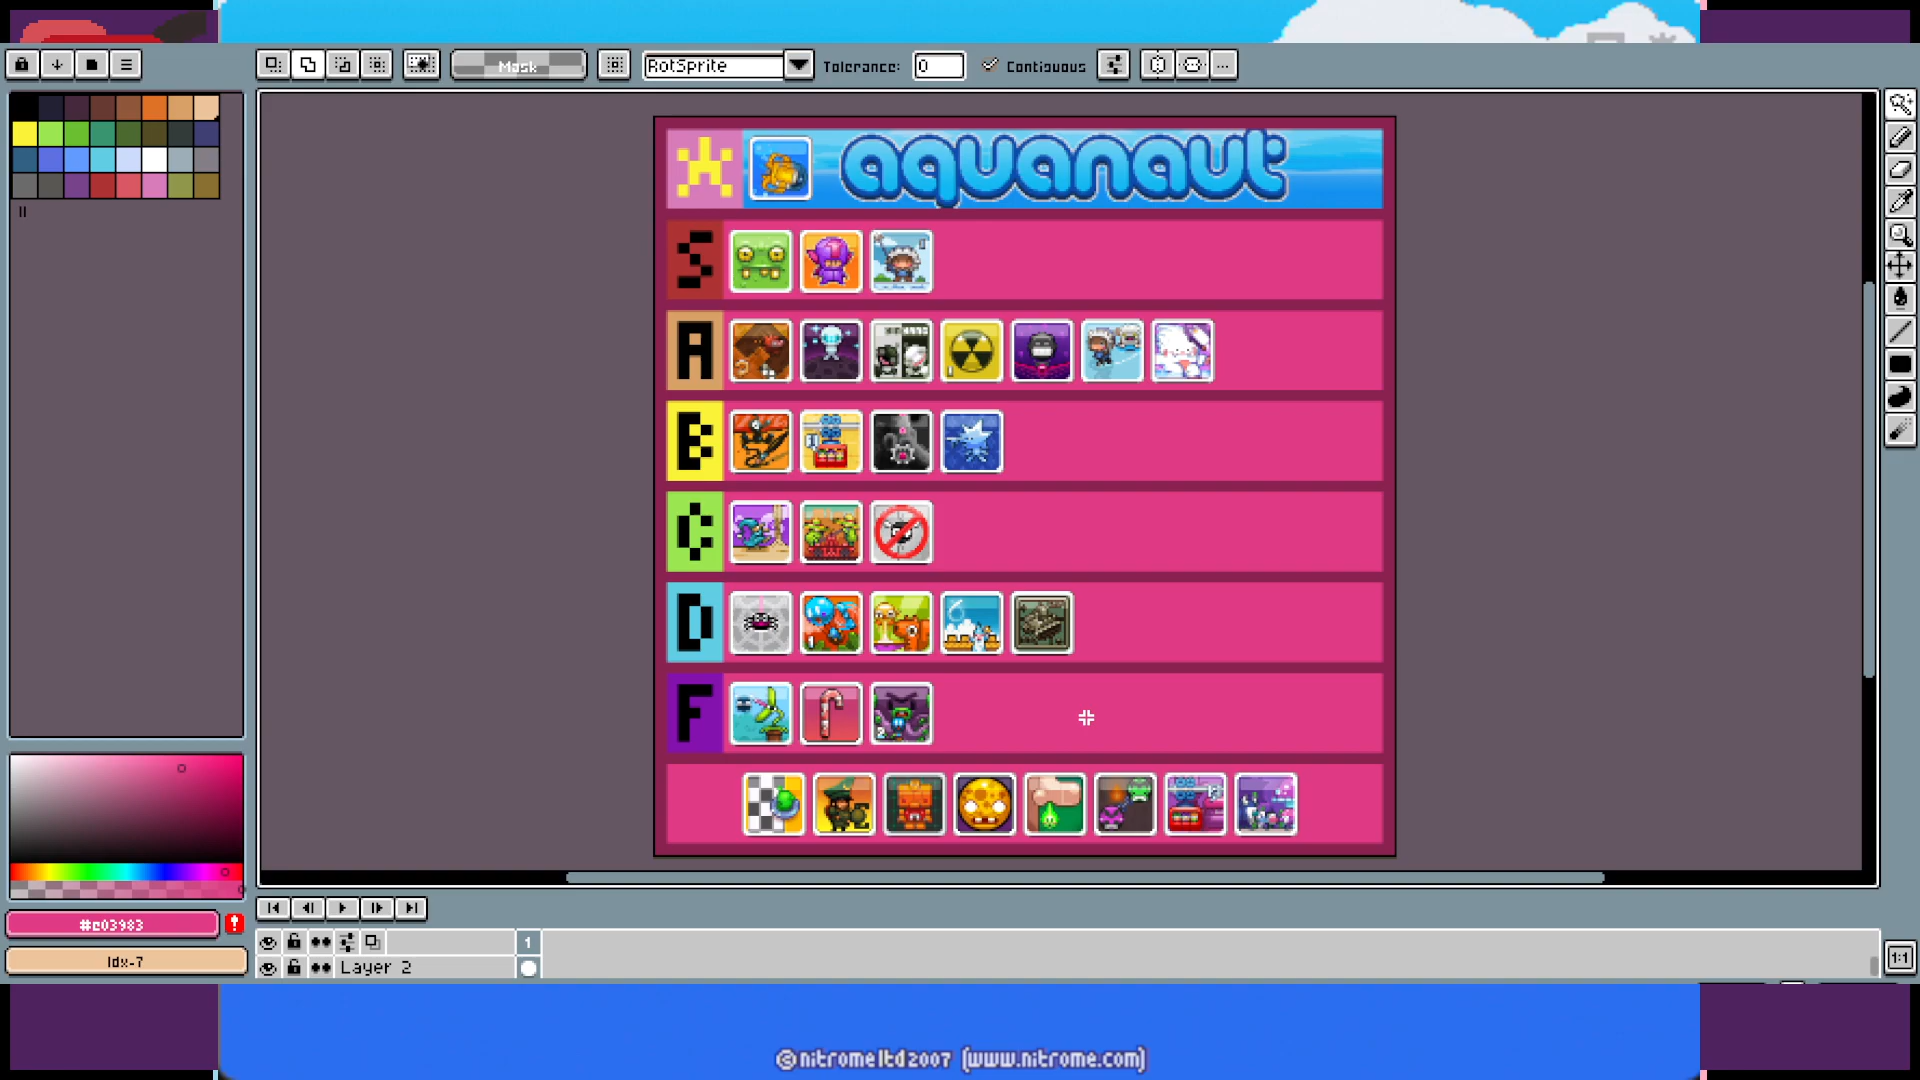 Mask
RotSprite
Tolerance: 0
Contiguous
...
aquanaut
S
A
B
C
D
F
#e03983
Idx-7
1
Layer 2
1:1
©nitromeltd2007 (www.nitrome.com)